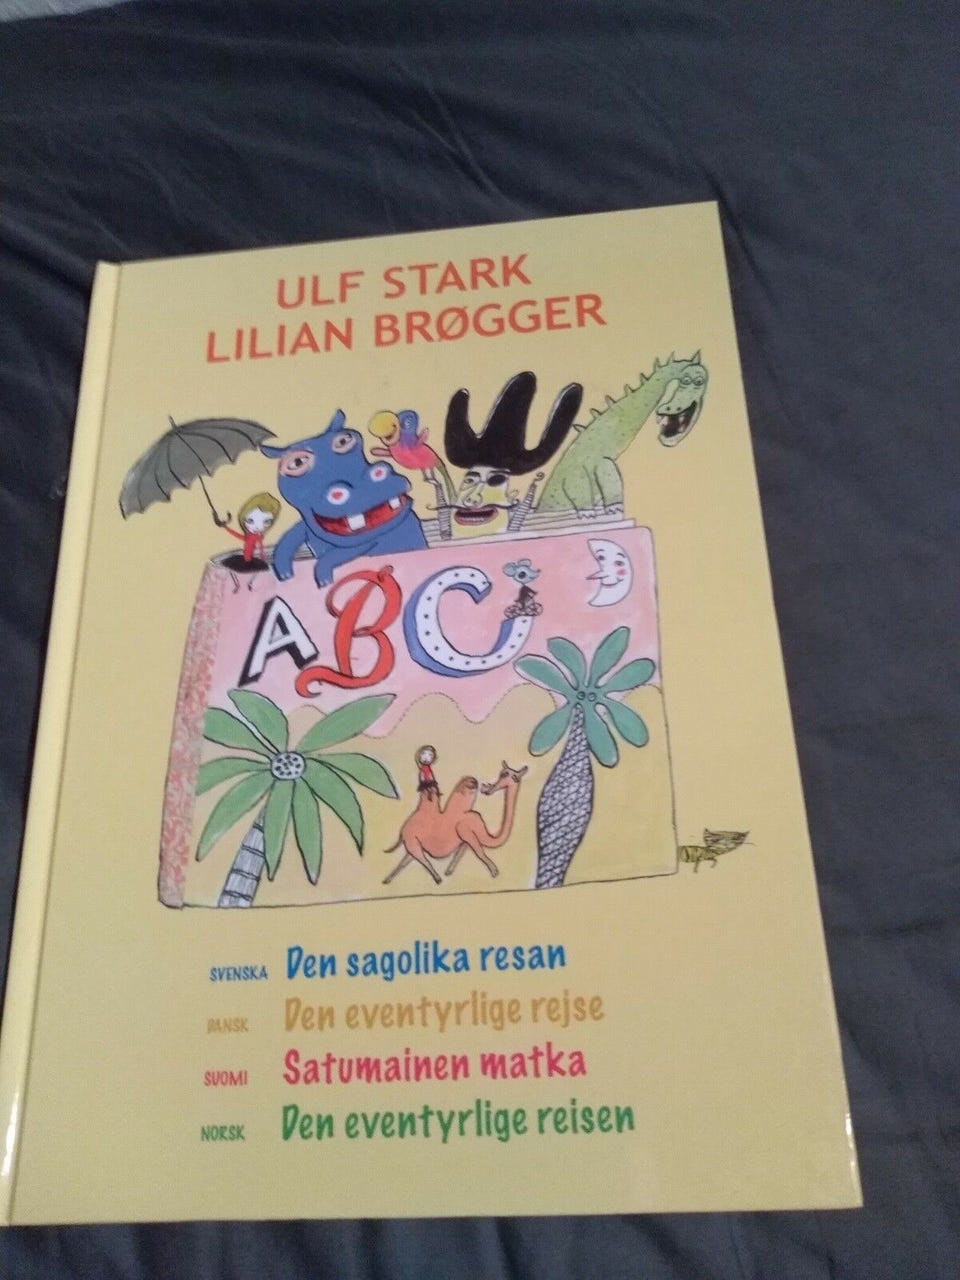 ULF STARK
LILIAN BRØGGER
ABC
SVENSKA Den sagolika resan
DANSK Den eventyrlige rejse
SUOMI Satumainen matka
NORSK Den eventyrlige reisen